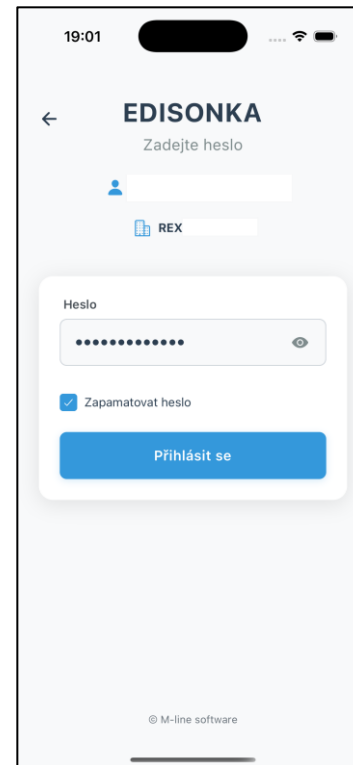 19:01
EDISONKA
Zadejte heslo
REX
Heslo
•••••••••••••
Zapamatovat heslo
Přihlásit se
© M-line software